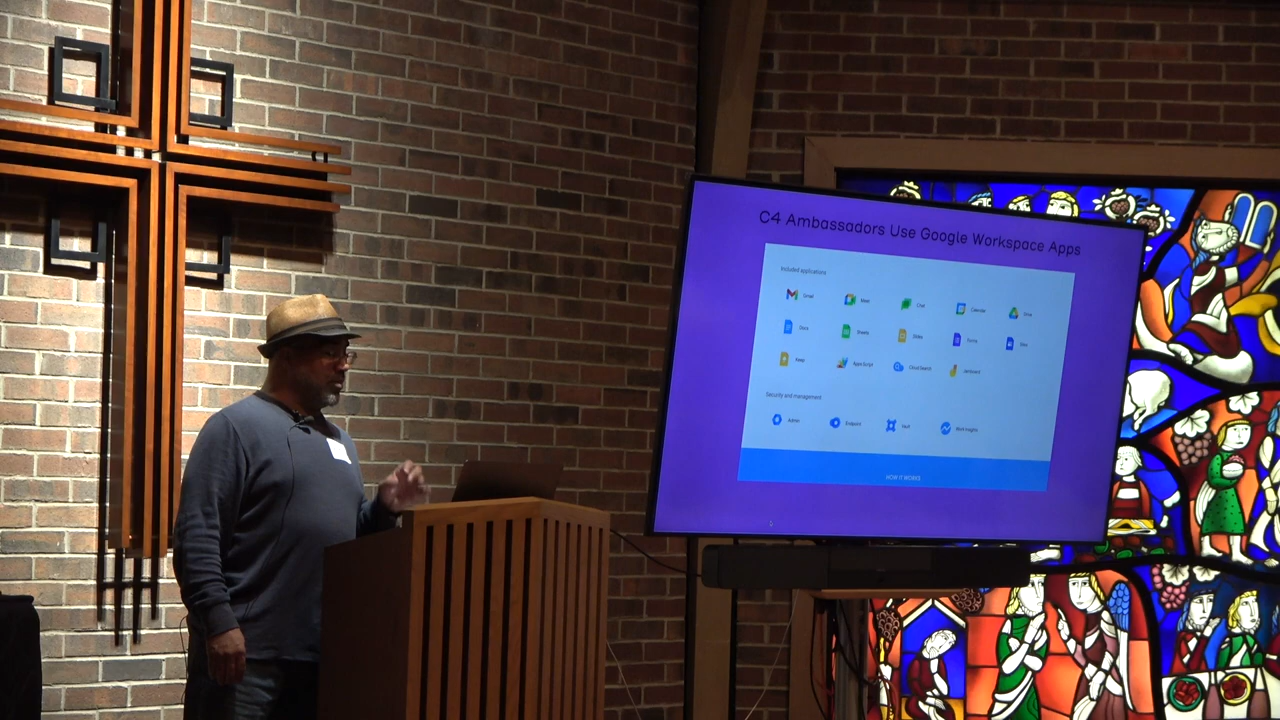 C4 Ambassadors Use Google Workspace Apps
Included applications
Gmail Meet Chat Calendar Drive
Docs Sheets Slides Forms Sites
Keep Apps Script Cloud Search Jamboard
Security and management
Admin Endpoint Vault Work Insights
HOW IT WORKS